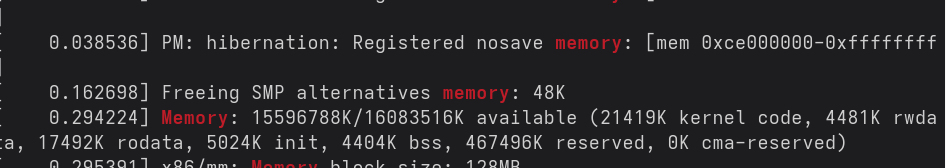 ]
[    0.038536] PM: hibernation: Registered nosave memory: [mem 0xce000000-0xffffffff
]
[    0.162698] Freeing SMP alternatives memory: 48K
[    0.294224] Memory: 15596788K/16083516K available (21419K kernel code, 4481K rwda
ta, 17492K rodata, 5024K init, 4404K bss, 467496K reserved, 0K cma-reserved)
[    0.295391] x86/mm: Memory block size: 128MB